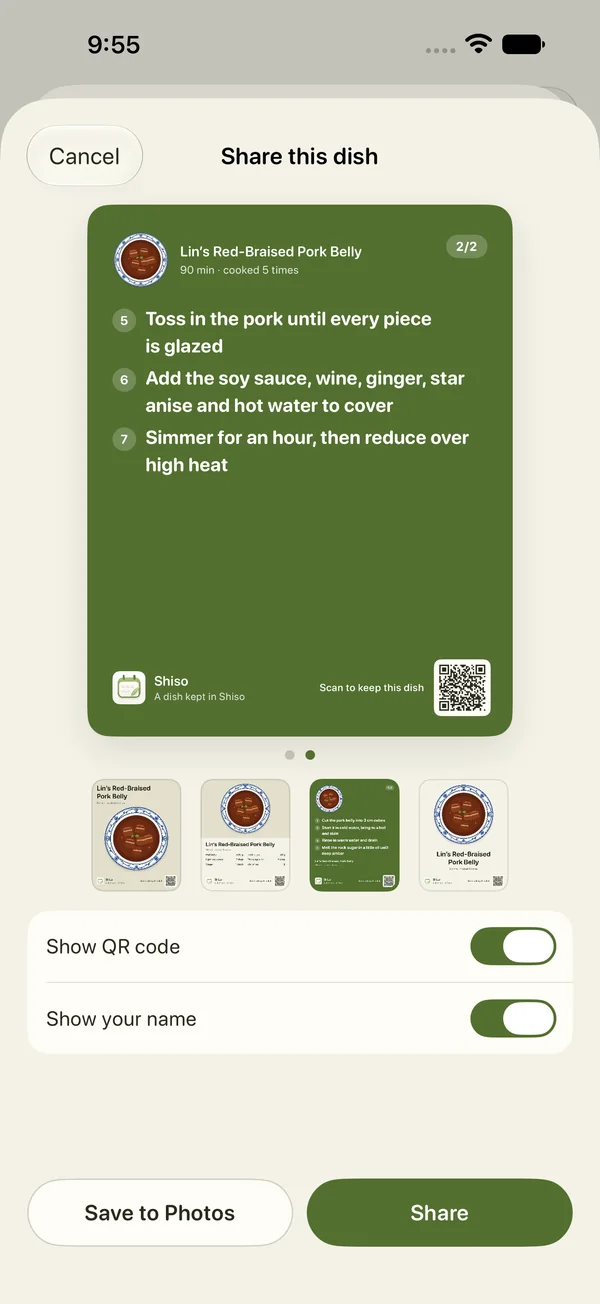 9:55
Cancel
Share this dish
Lin's Red-Braised Pork Belly
90 min · cooked 5 times
2/2
5 Toss in the pork until every piece
is glazed
6 Add the soy sauce, wine, ginger, star
anise and hot water to cover
7 Simmer for an hour, then reduce over
high heat
Shiso
A dish kept in Shiso
Scan to keep this dish
Lin's Red-Braised
Pork Belly
Lin's Red-Braised Pork Belly
Lin's Red-Braised
Pork Belly
Show QR code
Show your name
Save to Photos
Share